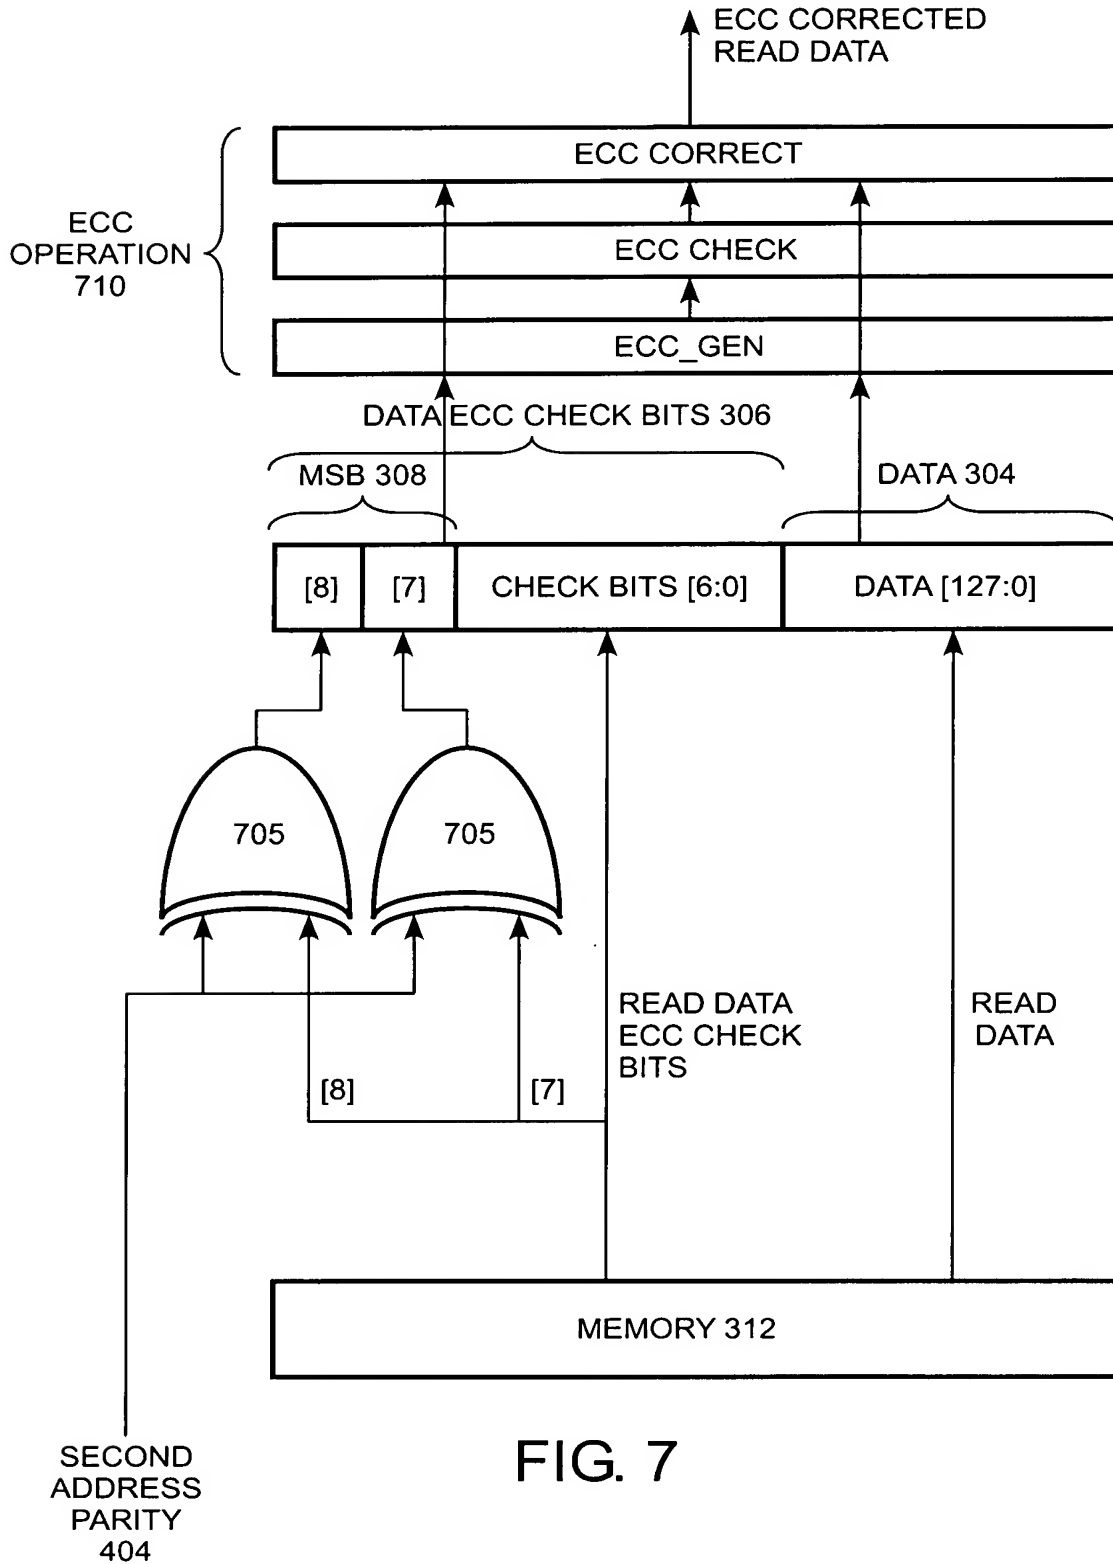 ECC CORRECTED
READ DATA
ECC CORRECT
ECC
OPERATION
710
ECC CHECK
ECC_GEN
DATA ECC CHECK BITS 306
MSB 308
DATA 304
[8]
[7]
CHECK BITS [6:0]
DATA [127:0]
705
705
READ DATA
ECC CHECK
BITS
READ
DATA
[8]
[7]
MEMORY 312
SECOND
ADDRESS
PARITY
404
FIG. 7